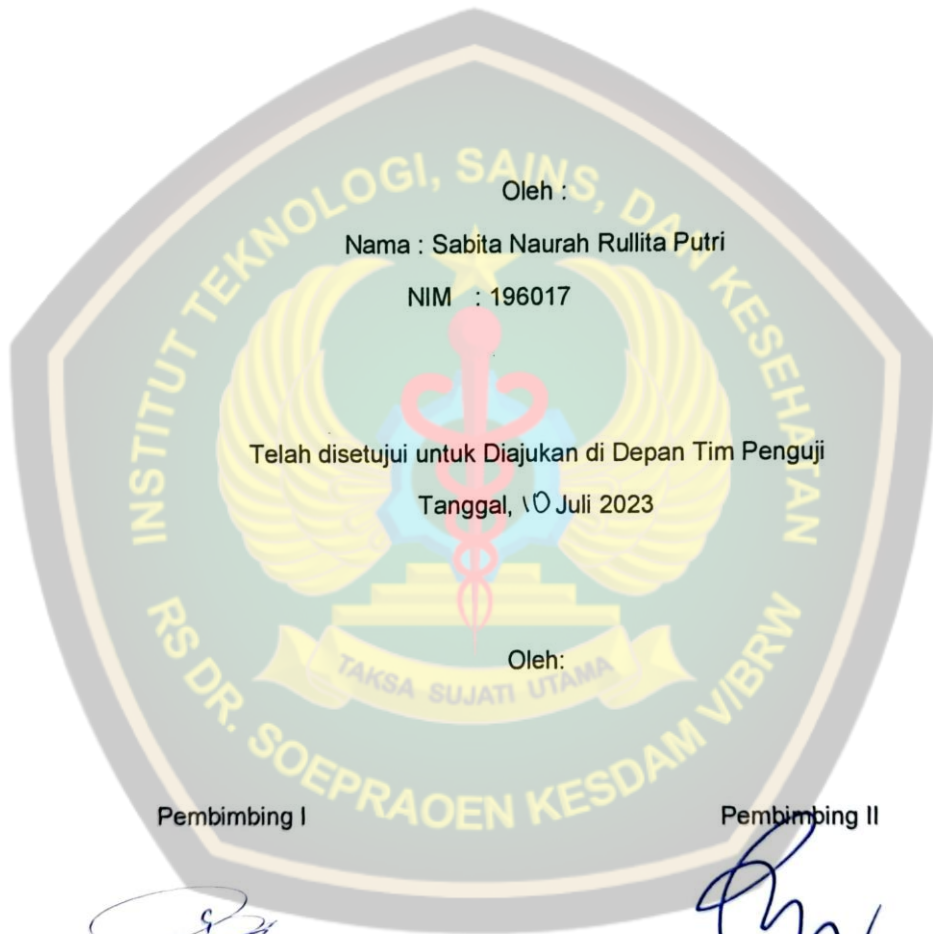 INSTITUT TEKNOLOGI, SAINS, DAN KESEHATAN
Oleh :
Nama : Sabita Naurah Rullita Putri
NIM : 196017
Telah disetujui untuk Diajukan di Depan Tim Penguji
Tanggal, 10 Juli 2023
Oleh:
TAKSA SUJATI UTAMA
RS DR. SOEPRAOEN KESDAM V/BRW
Pembimbing I Pembimbing II